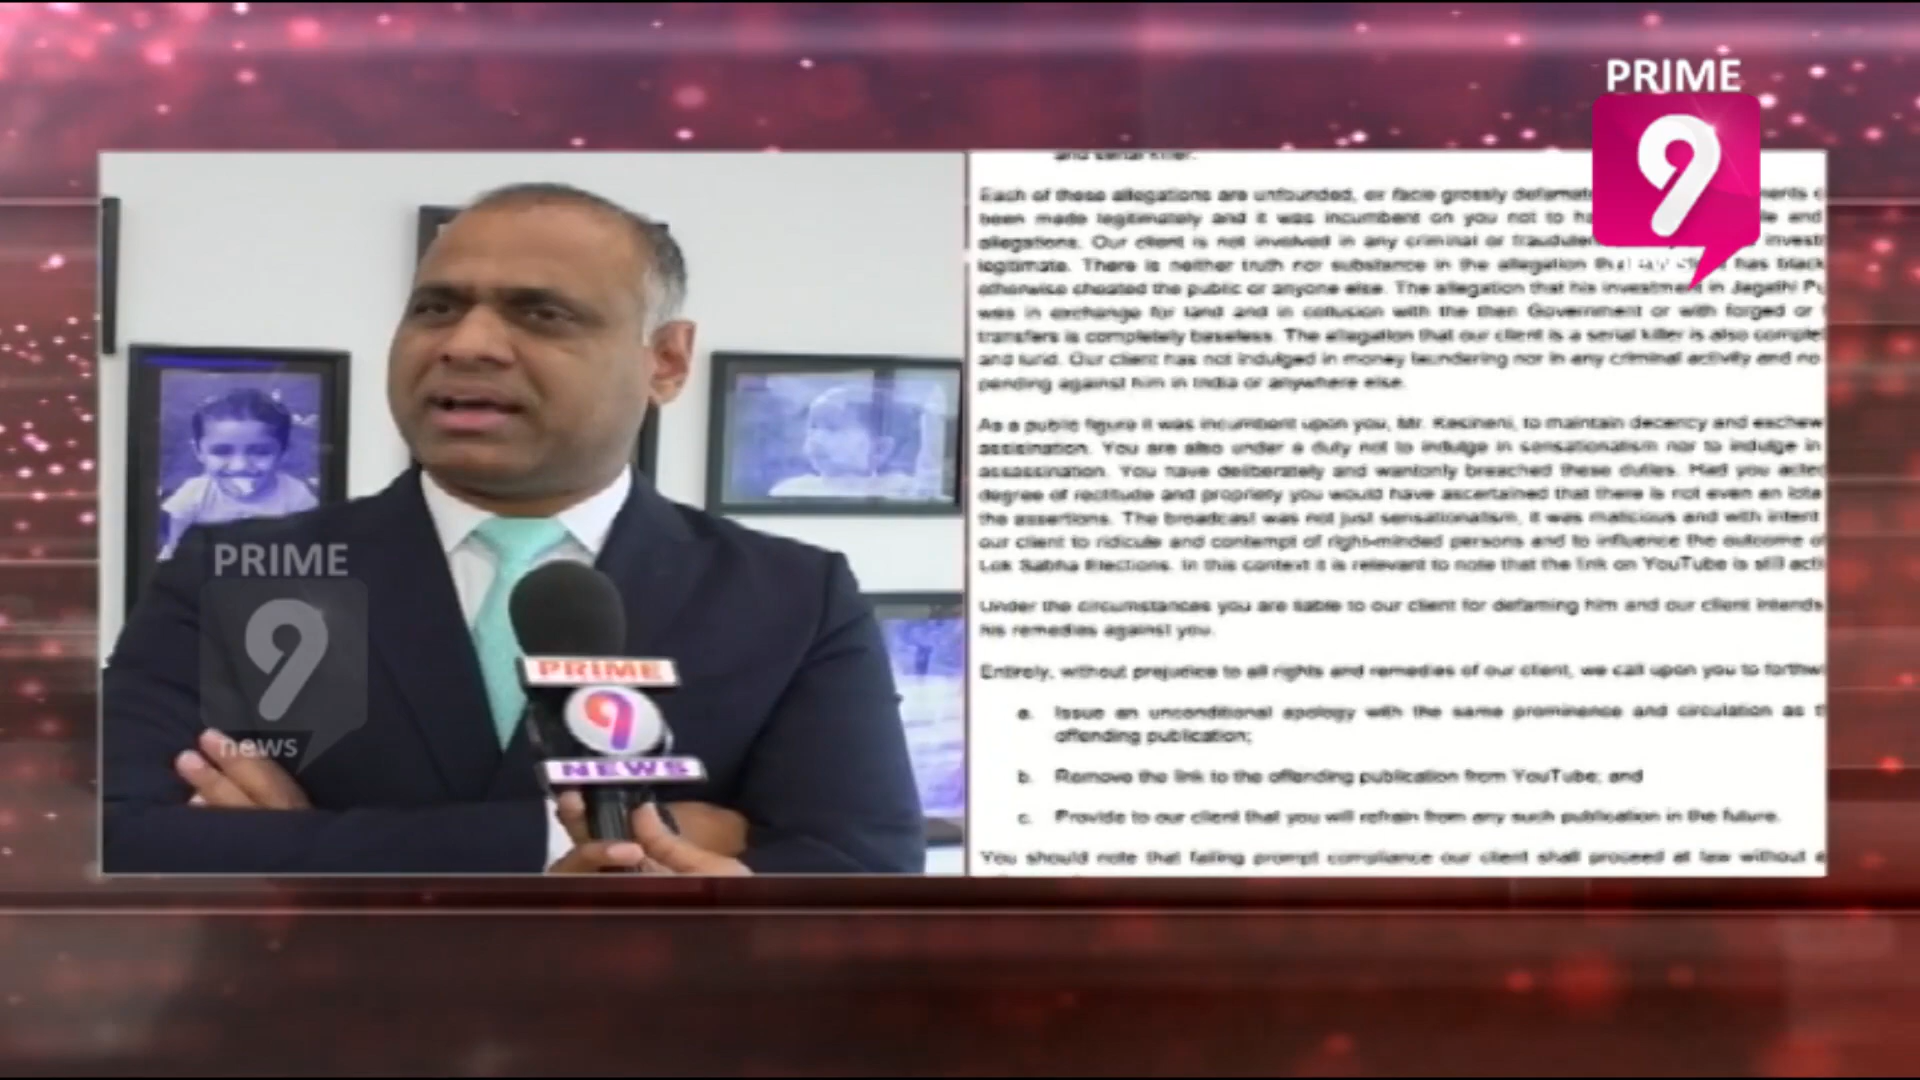 PRIME
9
and serial killer.
Each of these allegations are unfounded, ex facie grossly defamat
been made legitimately and it was incumbent on you not to ha and
allegations. Our client is not involved in any criminal or fraudulen investi
legitimate. There is neither truth nor substance in the allegation has black
otherwise cheated the public or anyone else. The allegation that his investment in Jagathi Pu
was in exchange for land and in collusion with the then Government or with forged or
transfers is completely baseless. The allegation that our client is a serial killer is also comple
and lurid. Our client has not indulged in money laundering nor in any criminal activity and no
pending against him in India or anywhere else.
As a public figure it was incumbent upon you, Mr. Kesineni, to maintain decency and eschew
assisination. You are also under a duty not to indulge in sensationalism nor to indulge in
assassination. You have deliberately and wantonly breached these duties. Had you acted
degree of rectitude and propriety you would have ascertained that there is not even an iota
the assertions. The broadcast was not just sensationalism, it was malicious and with intent
our client to ridicule and contempt of right-minded persons and to influence the outcome o
Lok Sabha Elections. In this context it is relevant to note that the link on YouTube is still acti
Under the circumstances you are liable to our client for defaming him and our client intends
his remedies against you.
Entirely, without prejudice to all rights and remedies of our client, we call upon you to forthwi
a. Issue an unconditional apology with the same prominence and circulation as t
offending publication;
b. Remove the link to the offending publication from YouTube; and
c. Provide to our client that you will refrain from any such publication in the future.
You should note that failing prompt compliance our client shall proceed at law without
PRIME
9
news
PRIME
9
NEWS